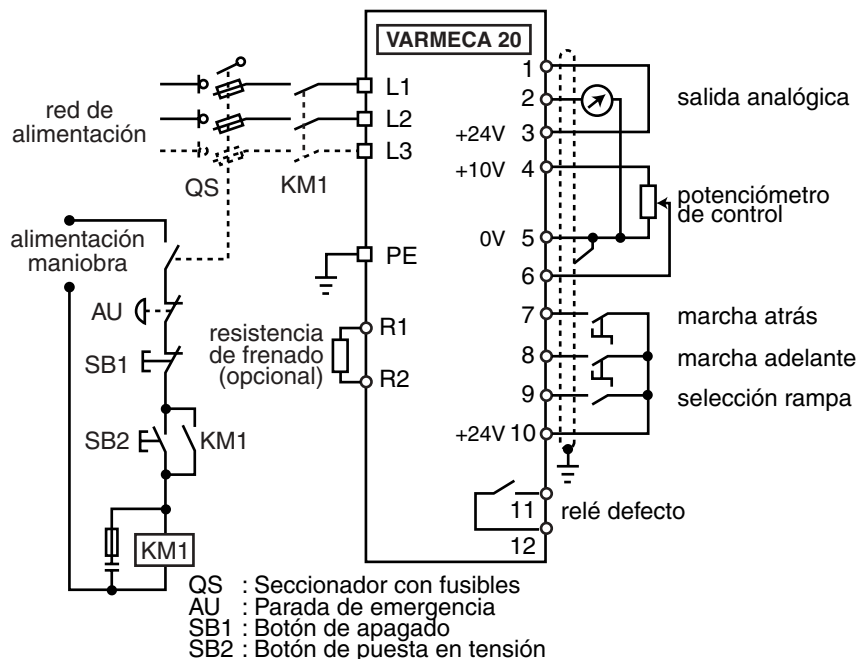 VARMECA 20
red de
alimentación
L1
L2
L3
QS
KM1
alimentación
maniobra
PE
AU
SB1
SB2
KM1
KM1
resistencia
de frenado
(opcional)
R1
R2
1
2
+24V 3
+10V 4
0V 5
6
7
8
9
+24V 10
11
12
salida analógica
potenciómetro
de control
marcha atrás
marcha adelante
selección rampa
relé defecto
QS : Seccionador con fusibles
AU : Parada de emergencia
SB1 : Botón de apagado
SB2 : Botón de puesta en tensión